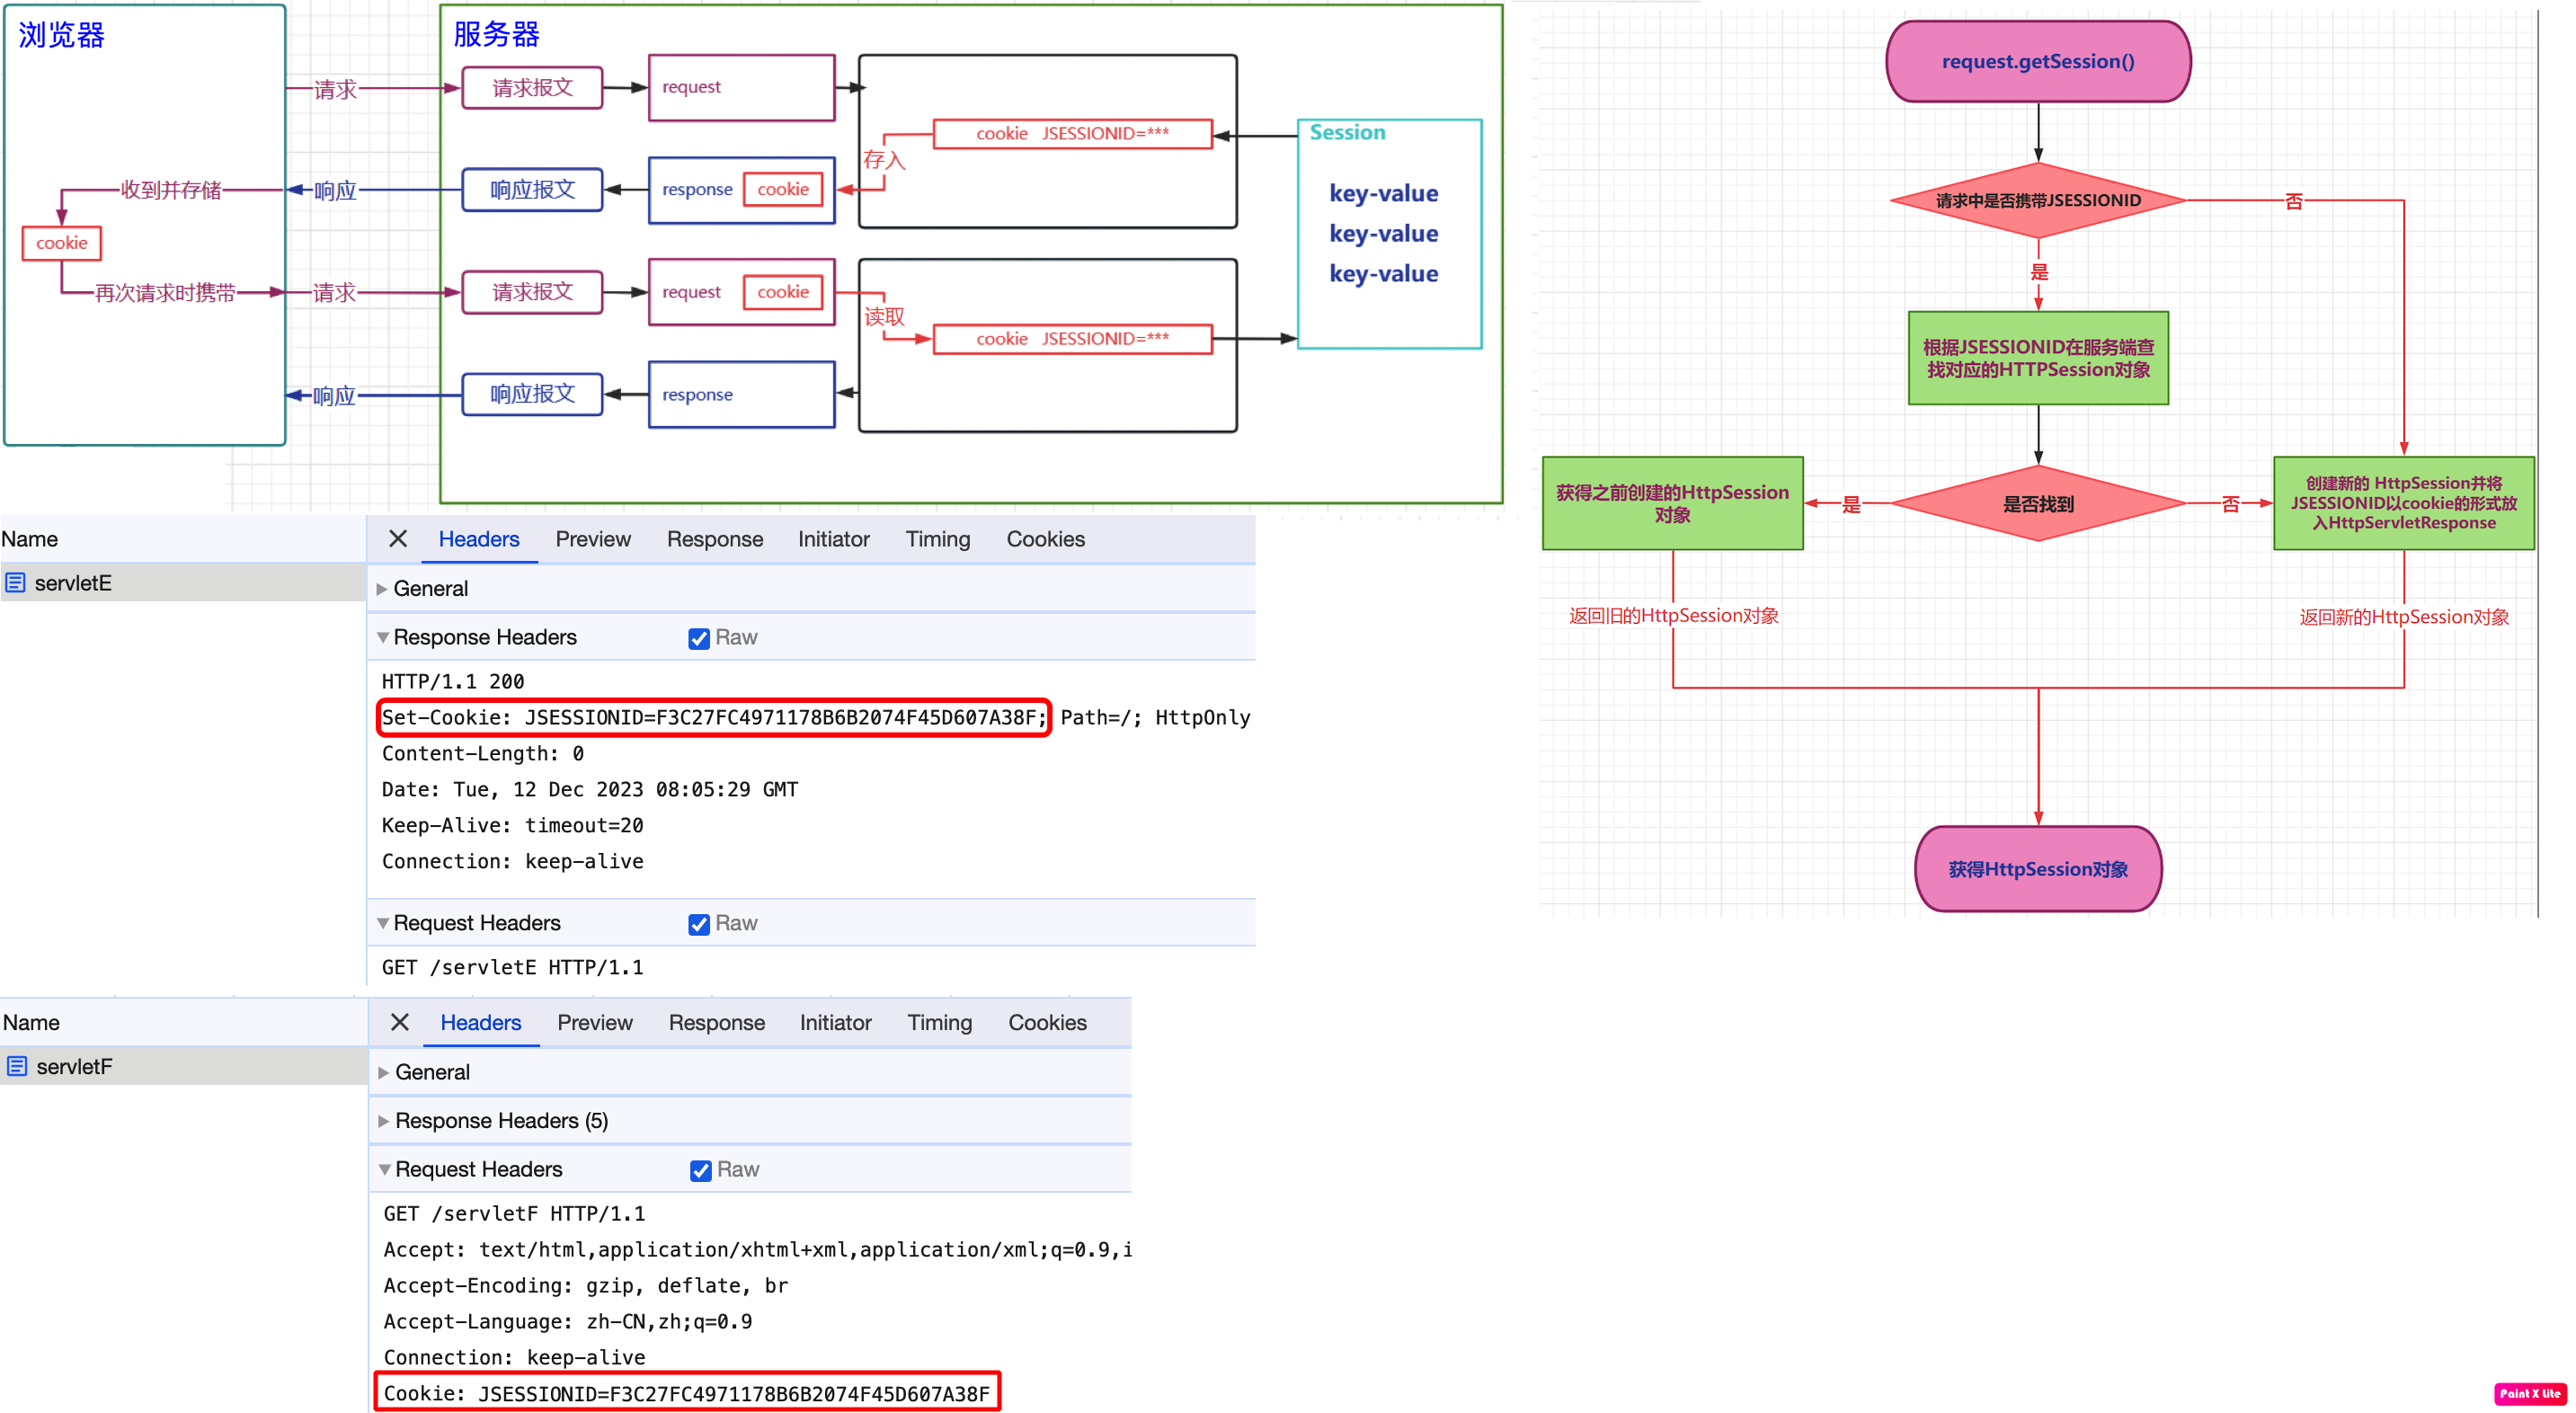 浏览器
服务器
请求
请求报文
request
cookie JSESSIONID=***
存入
Session
key-value
key-value
key-value
收到并存储
响应
响应报文
response
cookie
cookie
再次请求时携带
请求
请求报文
request
cookie
读取
cookie JSESSIONID=***
响应
响应报文
response
request.getSession()
请求中是否携带JSESSIONID
否
是
根据JSESSIONID在服务端查
找对应的HTTPSession对象
是否找到
是
否
获得之前创建的HttpSession
对象
创建新的 HttpSession并将
JSESSIONID以cookie的形式放
入HttpServletResponse
返回旧的HttpSession对象
返回新的HttpSession对象
获得HttpSession对象
Name
Headers Preview Response Initiator Timing Cookies
servletE
General
Response Headers Raw
HTTP/1.1 200
Set-Cookie: JSESSIONID=F3C27FC4971178B6B2074F45D607A38F; Path=/; HttpOnly
Content-Length: 0
Date: Tue, 12 Dec 2023 08:05:29 GMT
Keep-Alive: timeout=20
Connection: keep-alive
Request Headers Raw
GET /servletE HTTP/1.1
Name
Headers Preview Response Initiator Timing Cookies
servletF
General
Response Headers (5)
Request Headers Raw
GET /servletF HTTP/1.1
Accept: text/html,application/xhtml+xml,application/xml;q=0.9,i
Accept-Encoding: gzip, deflate, br
Accept-Language: zh-CN,zh;q=0.9
Connection: keep-alive
Cookie: JSESSIONID=F3C27FC4971178B6B2074F45D607A38F
Paint X Lite